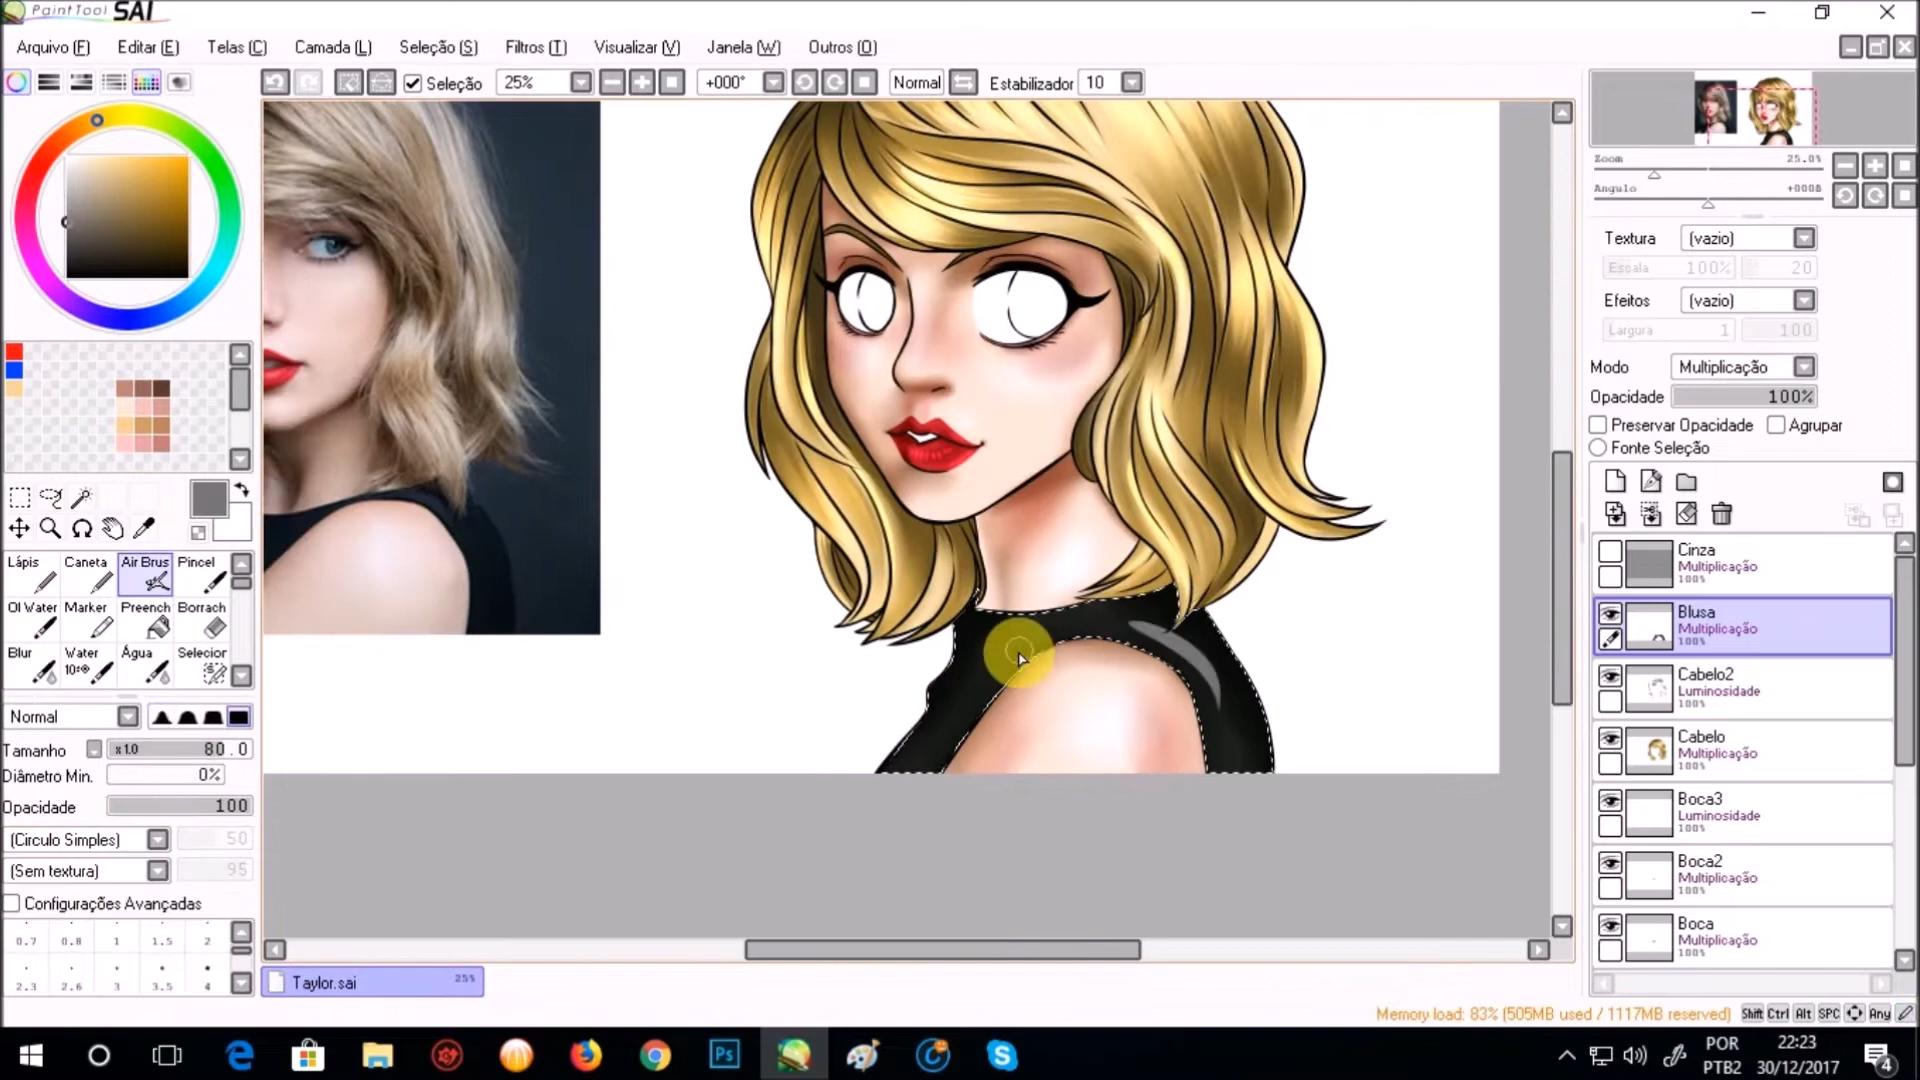 PaintTool SAI
Arquivo (F) Editar (E) Telas (C) Camada (L) Seleção (S) Filtros (T) Visualizar (V) Janela (W) Outros (O)
Seleção 25% +000° Normal Estabilizador 10
Zoom 25.0%
Angulo +000
Textura (vazio)
Escala 100% 20
Efeitos (vazio)
Largura 1 100
Modo Multiplicação
Opacidade 100%
Preservar Opacidade Agrupar
Fonte Seleção
Cinza
Multiplicação
100%
Blusa
Multiplicação
100%
Cabelo2
Luminosidade
100%
Cabelo
Multiplicação
100%
Boca3
Luminosidade
100%
Boca2
Multiplicação
100%
Boca
Multiplicação
100%
Lápis Caneta Air Brus Pincel
Ol Water Marker Preench Borrach
Blur Water Água Selecior
10:
Normal
Tamanho x1.0 80.0
Diâmetro Min. 0%
Opacidade 100
(Circulo Simples) 50
(Sem textura) 95
Configurações Avançadas
0.7 0.8 1 1.5 2
2.3 2.6 3 3.5 4
Taylor.sai 25%
Memory load: 83% (505MB used / 1117MB reserved) Shift Ctrl Alt SPC Any
Ps
POR
PTB2
22:23
30/12/2017
4